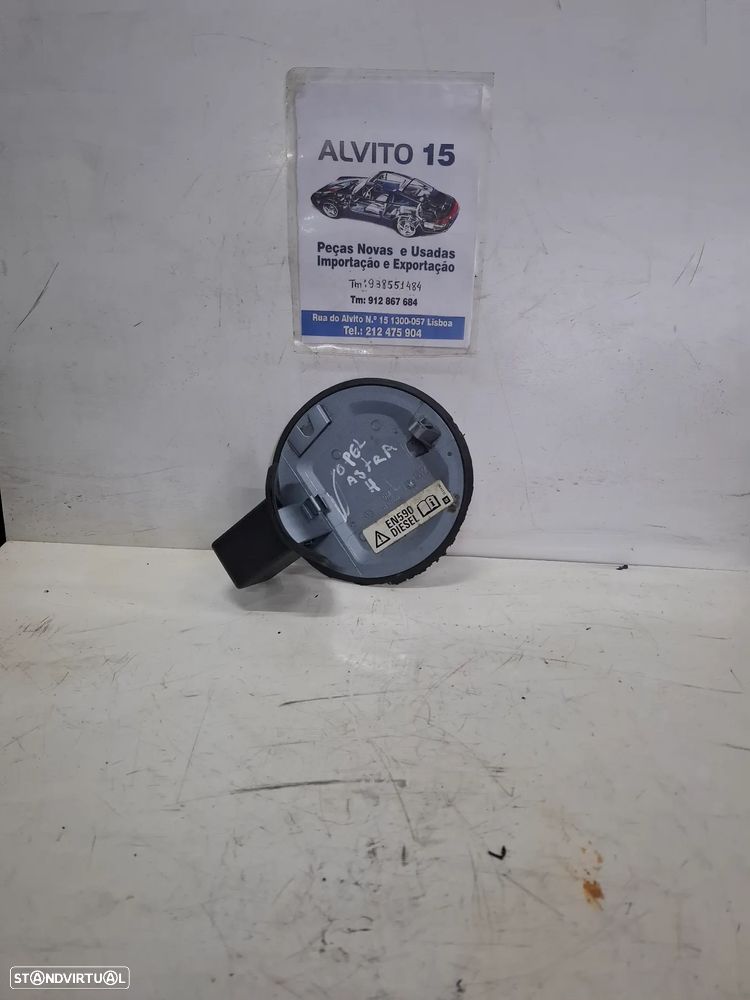 ALVITO 15
Peças Novas e Usadas
Importação e Exportação
Tm: 938551484
Tm: 912 867 684
Rua do Alvito N.º 15 1300-057 Lisboa
Tel.: 212 475 904
OPEL
ASTRA
H
EN590
DIESEL
STANDVIRTUAL